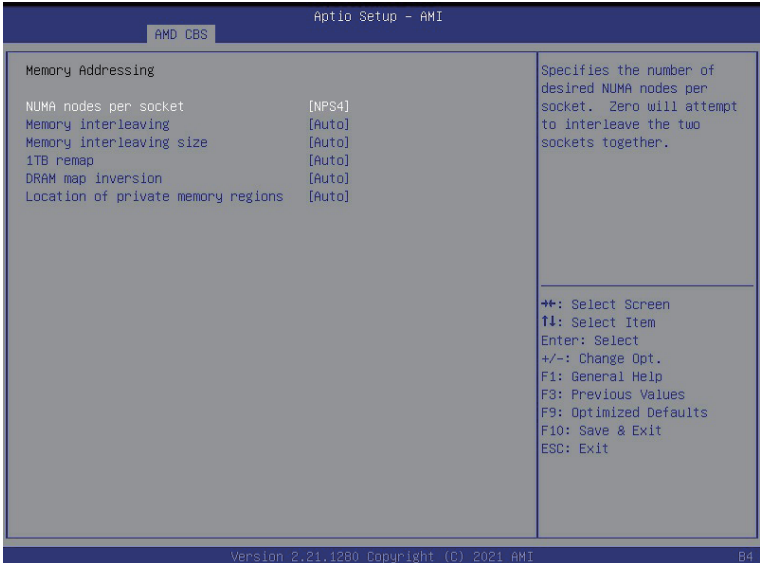 Aptio Setup – AMI
AMD CBS
Memory Addressing
NUMA nodes per socket [NPS4]
Memory interleaving [Auto]
Memory interleaving size [Auto]
1TB remap [Auto]
DRAM map inversion [Auto]
Location of private memory regions [Auto]
Specifies the number of
desired NUMA nodes per
socket. Zero will attempt
to interleave the two
sockets together.
→←: Select Screen
↑↓: Select Item
Enter: Select
+/-: Change Opt.
F1: General Help
F3: Previous Values
F9: Optimized Defaults
F10: Save & Exit
ESC: Exit
Version 2.21.1280 Copyright (C) 2021 AMI
B4